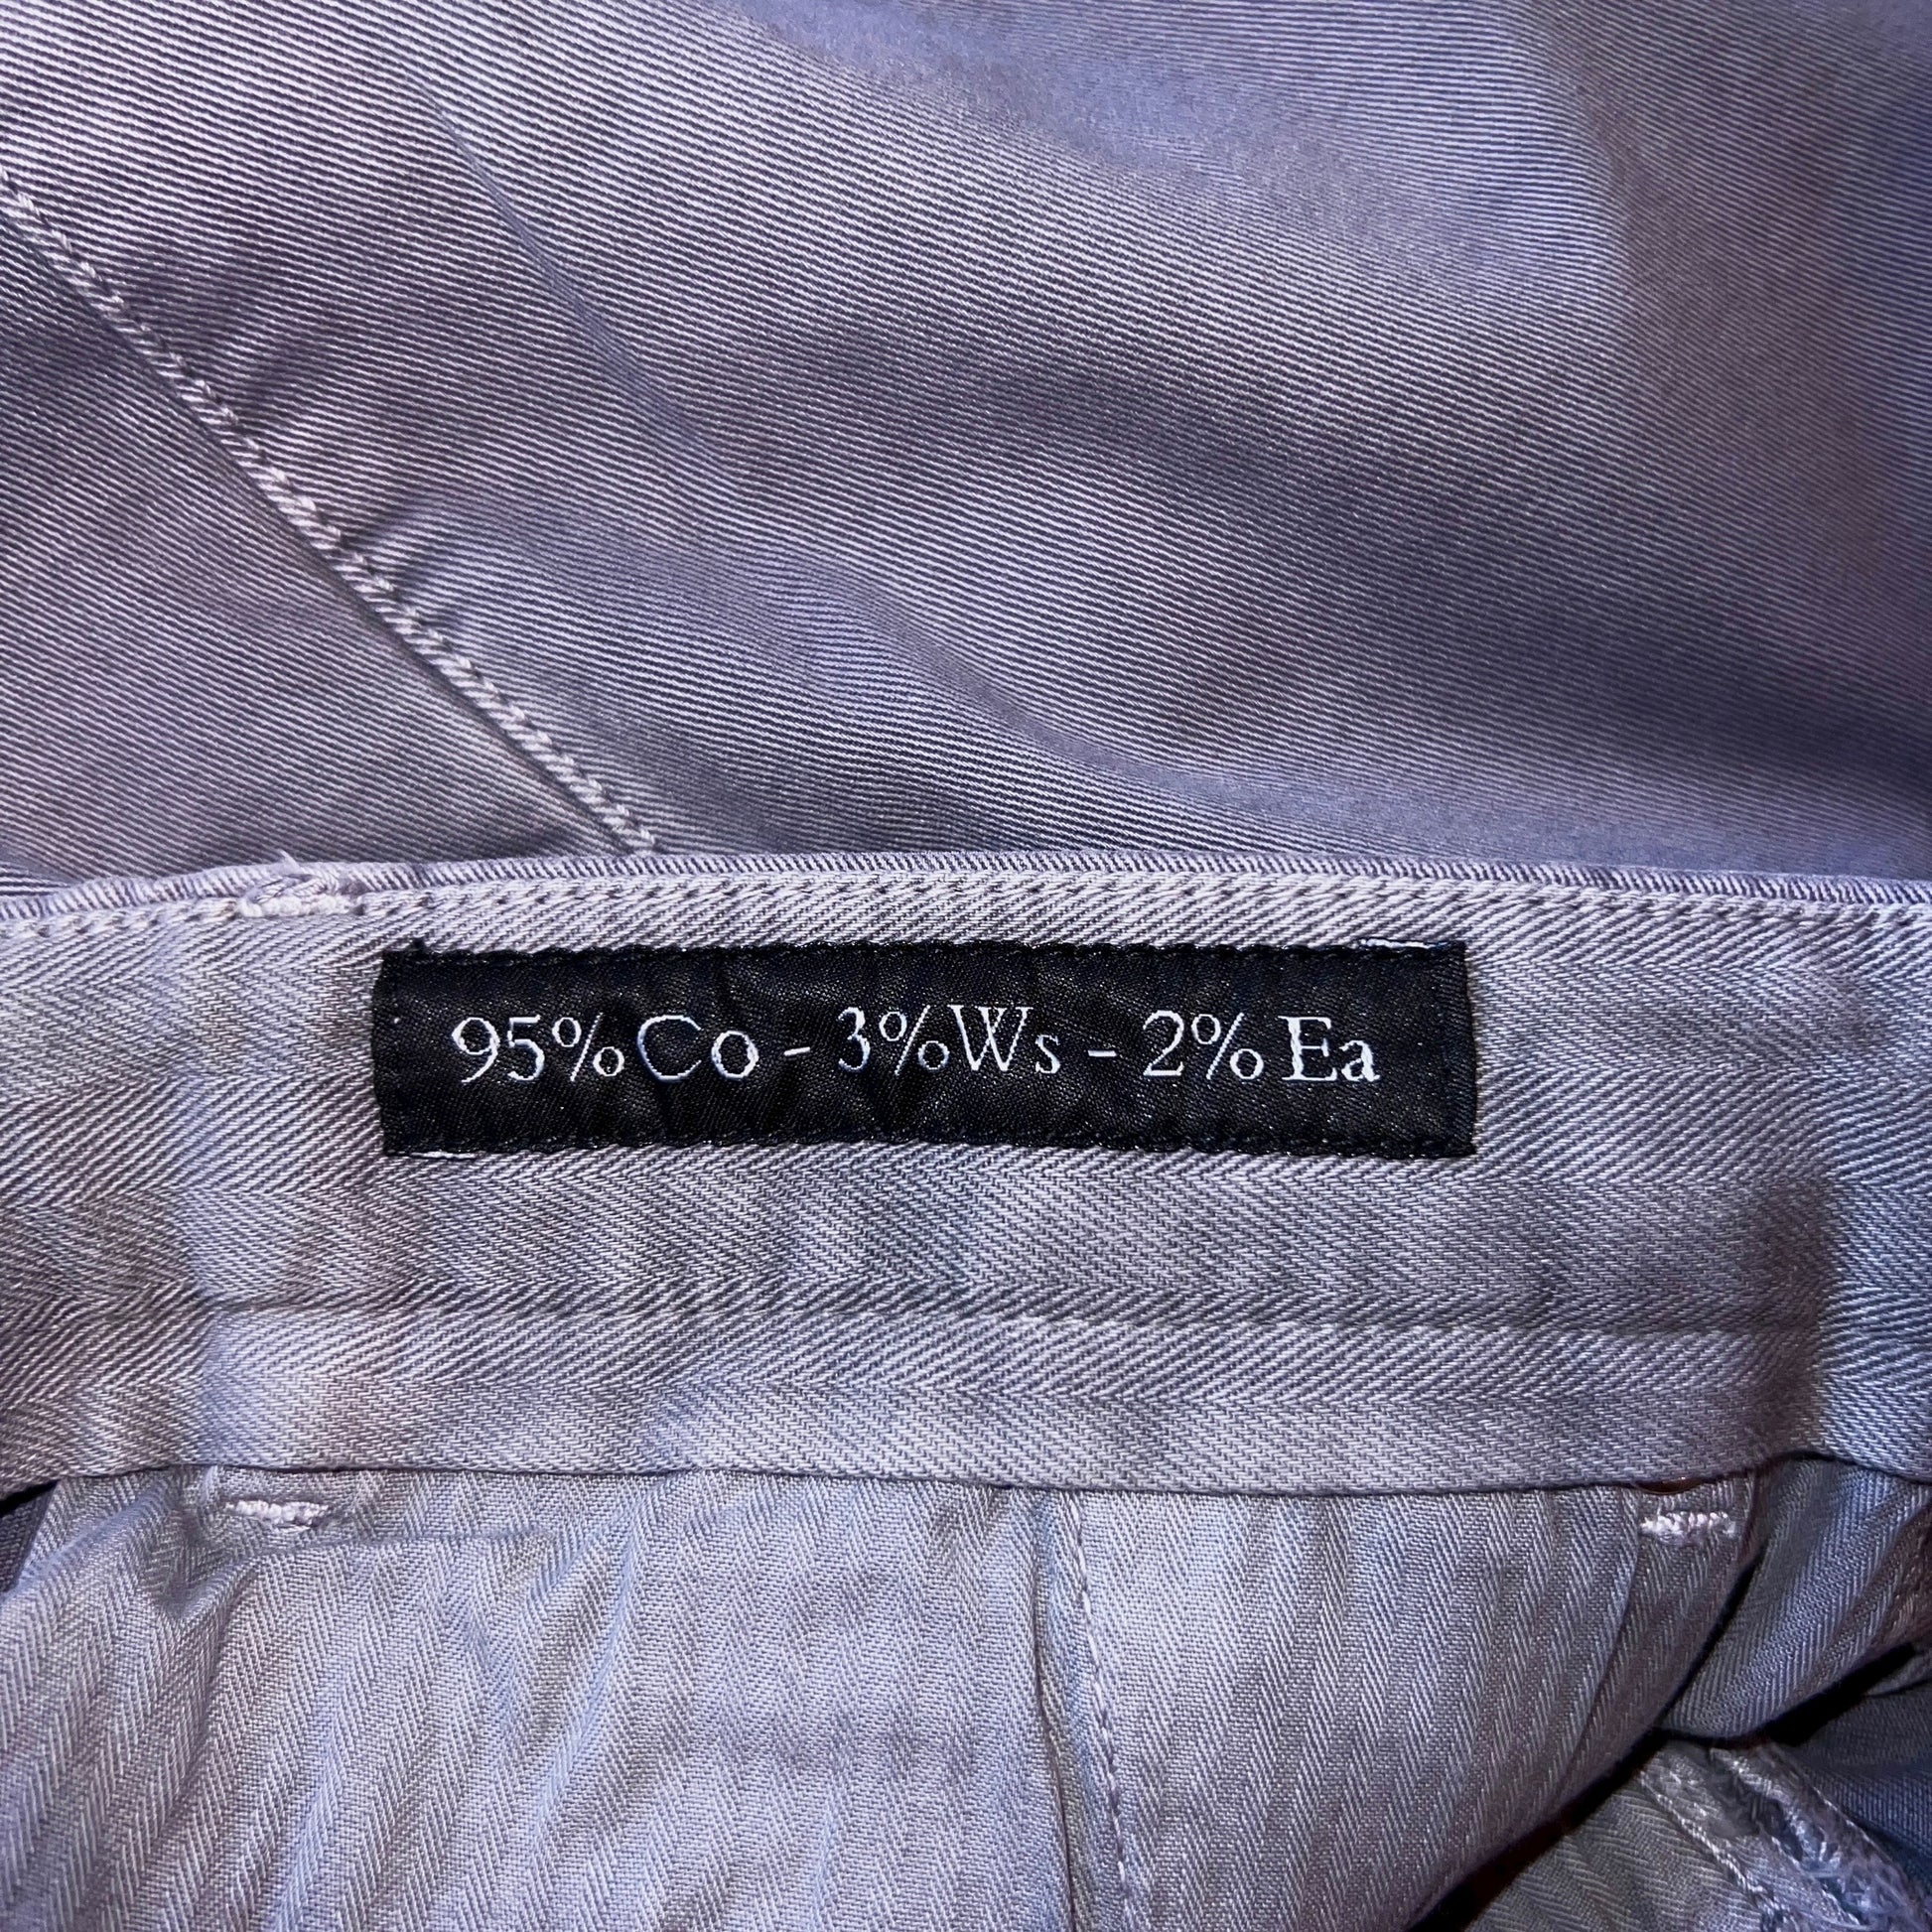 95% Co - 3% Ws - 2% Ea